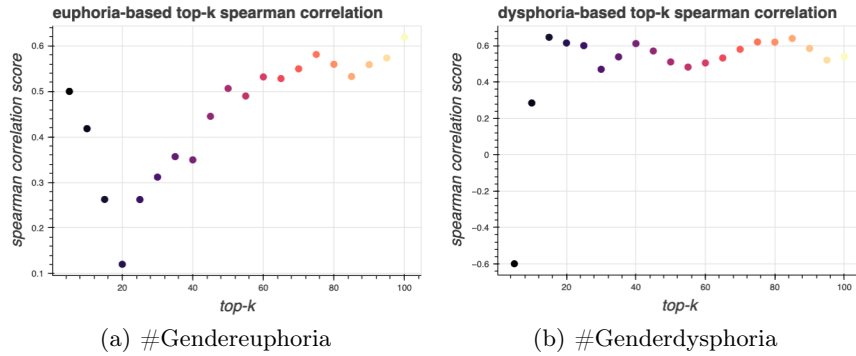 euphoria-based top-k spearman correlation
spearman correlation score
0.6
0.5
0.4
0.3
0.2
0.1
20 40 60 80 100
top-k
(a) #Gendereuphoria
dysphoria-based top-k spearman correlation
spearman correlation score
0.6
0.4
0.2
0
−0.2
−0.4
−0.6
20 40 60 80 100
top-k
(b) #Genderdysphoria